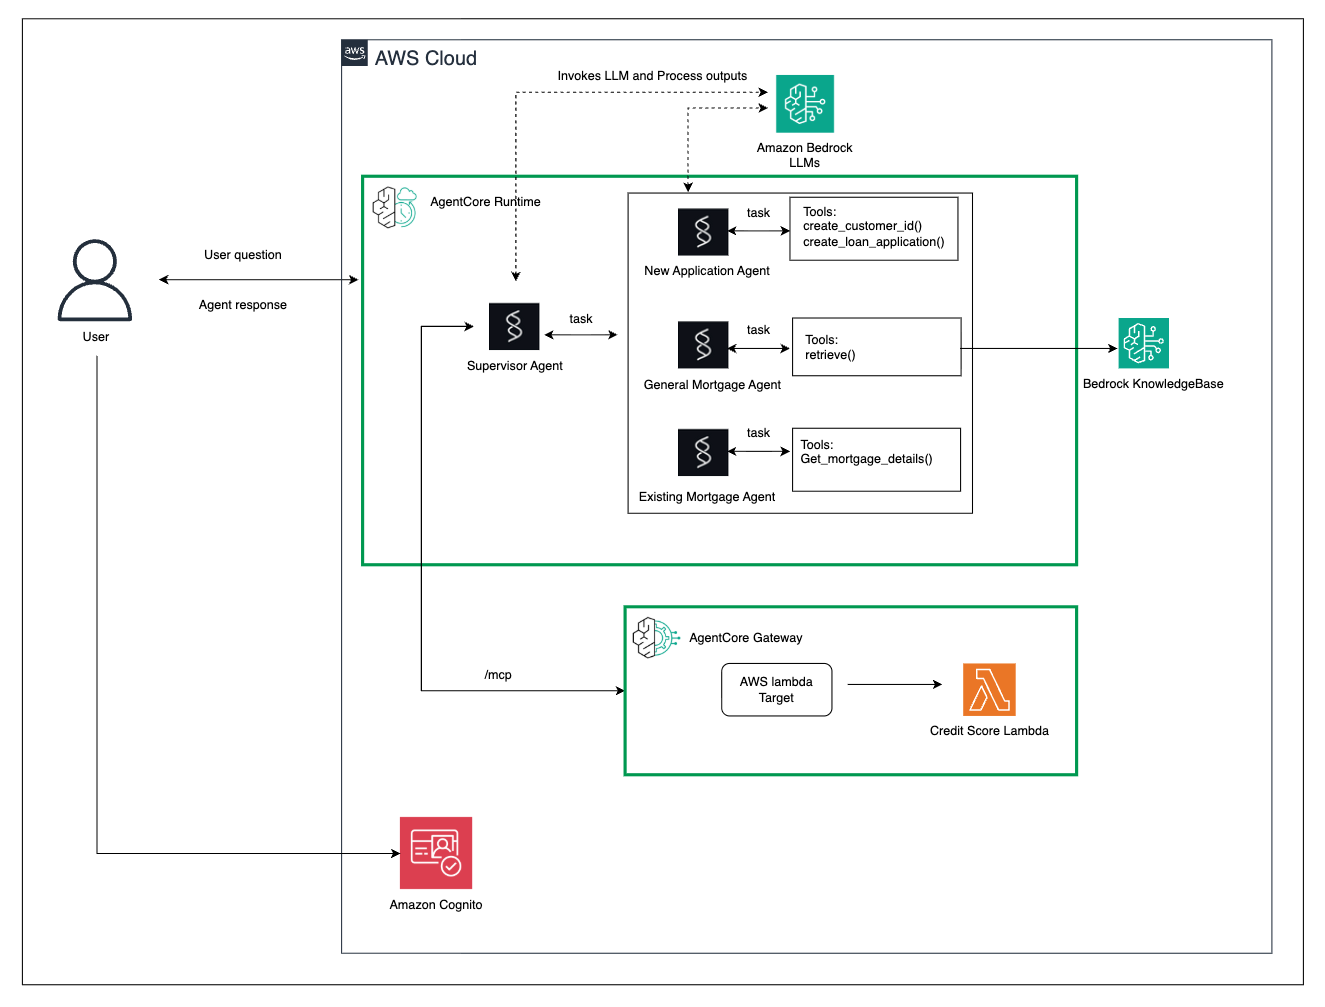 aws
AWS Cloud
Invokes LLM and Process outputs
Amazon Bedrock
LLMs
AgentCore Runtime
User question
Agent response
User
Supervisor Agent
task
task
New Application Agent
Tools:
create_customer_id()
create_loan_application()
task
General Mortgage Agent
Tools:
retrieve()
Bedrock KnowledgeBase
task
Existing Mortgage Agent
Tools:
Get_mortgage_details()
/mcp
AgentCore Gateway
AWS lambda
Target
Credit Score Lambda
Amazon Cognito